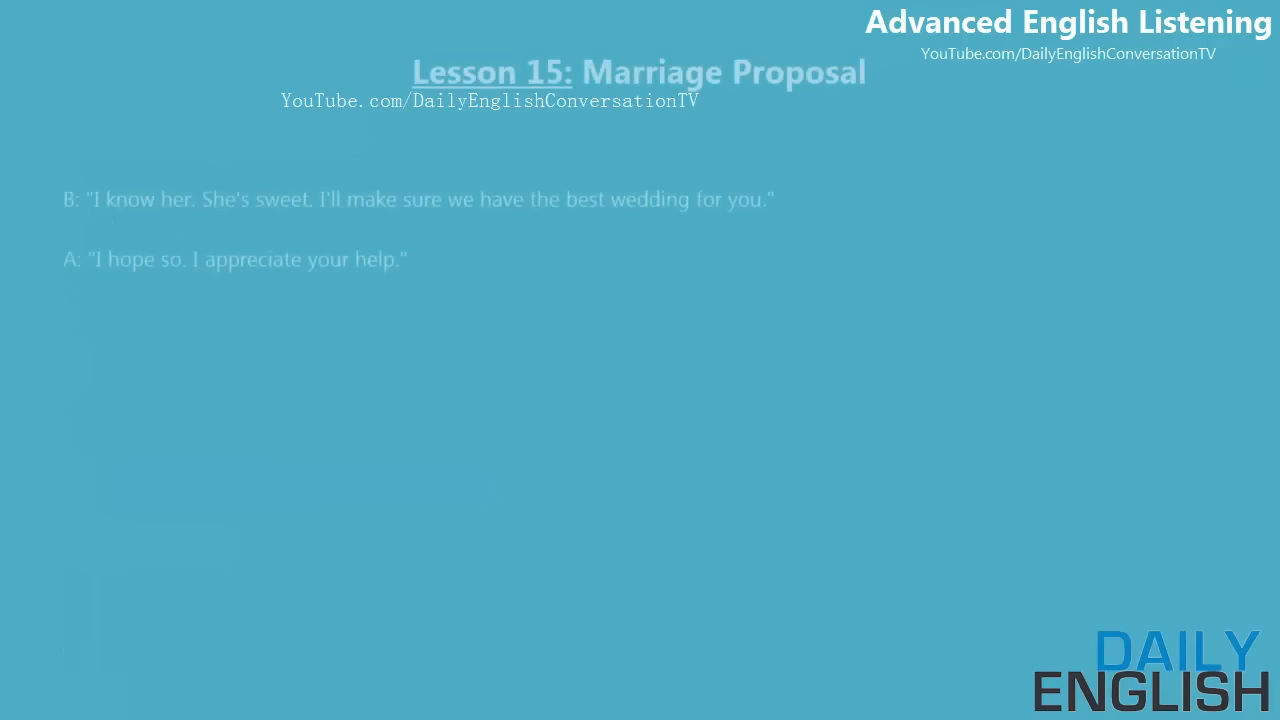 Advanced English Listening
YouTube.com/DailyEnglishConversationTV
Lesson 15: Marriage Proposal
YouTube.com/DailyEnglishConversationTV
B: "I know her. She's sweet. I'll make sure we have the best wedding for you."
A: "I hope so. I appreciate your help."
DAILY
ENGLISH